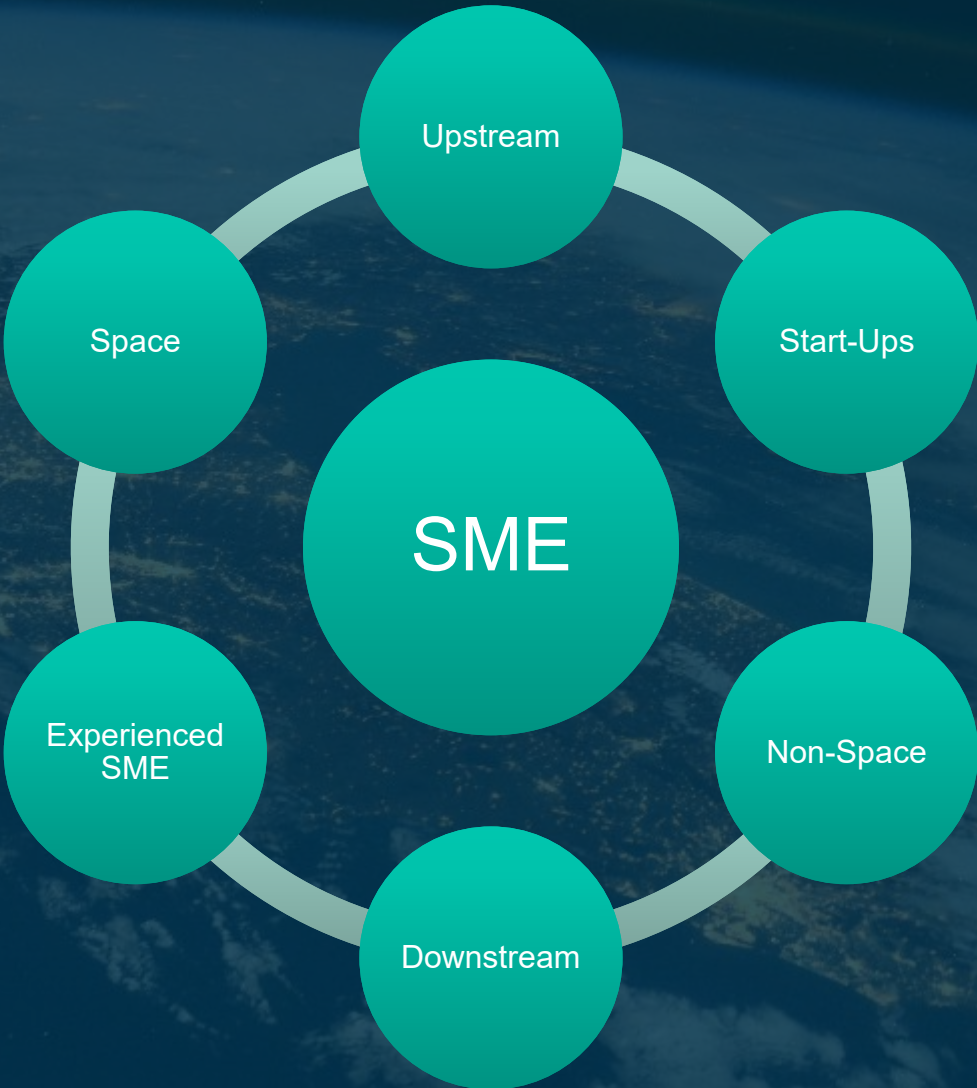 Upstream
Space
Start-Ups
SME
Experienced
SME
Non-Space
Downstream